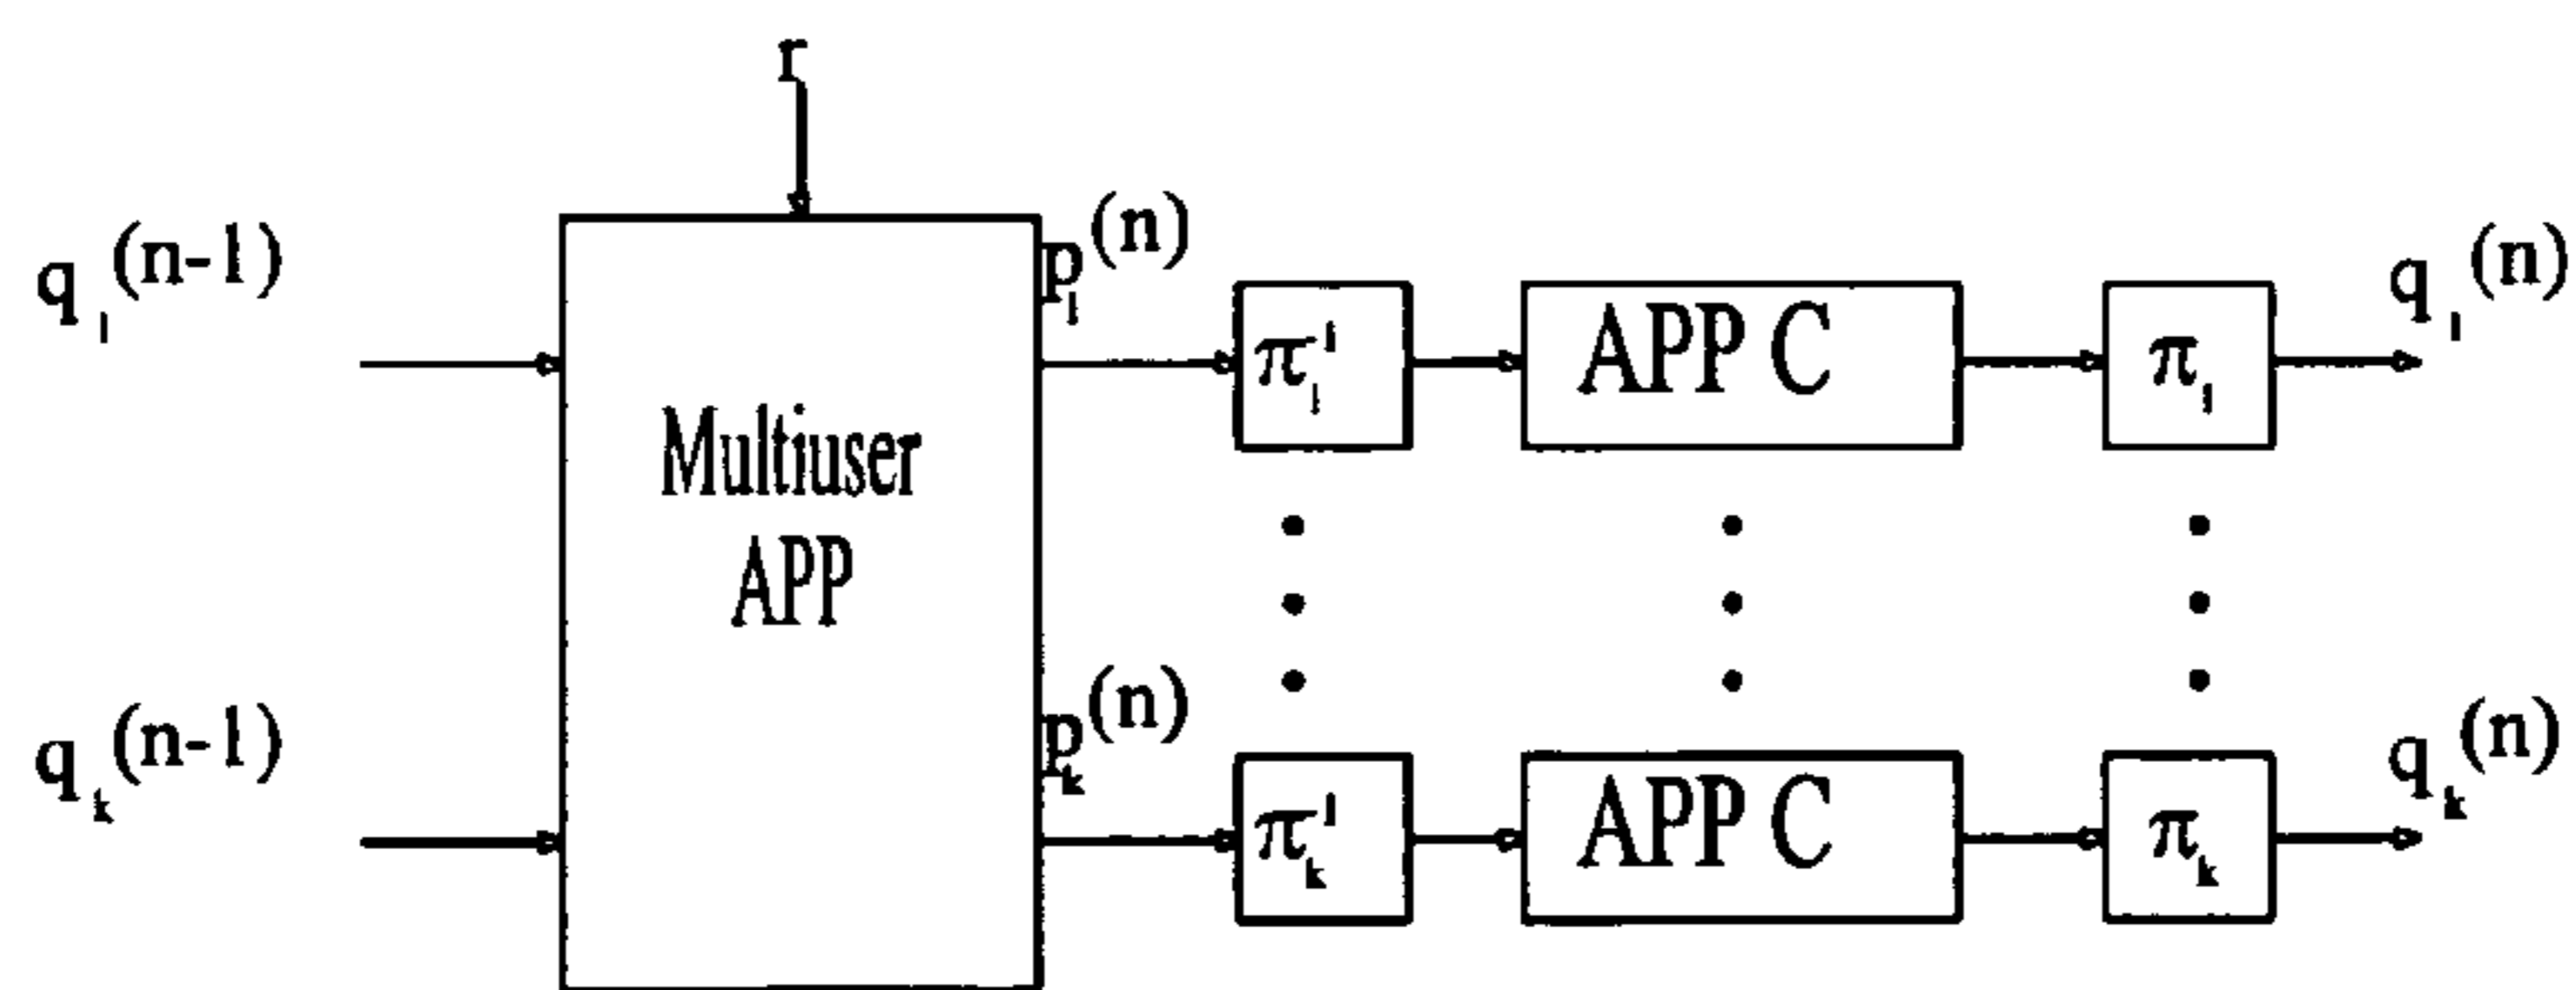 r
q₁⁽ⁿ⁻¹⁾
Multiuser
APP
p₁⁽ⁿ⁾
π₁⁻¹
APP C
π₁
q₁⁽ⁿ⁾
qₖ⁽ⁿ⁻¹⁾
pₖ⁽ⁿ⁾
πₖ⁻¹
APP C
πₖ
qₖ⁽ⁿ⁾